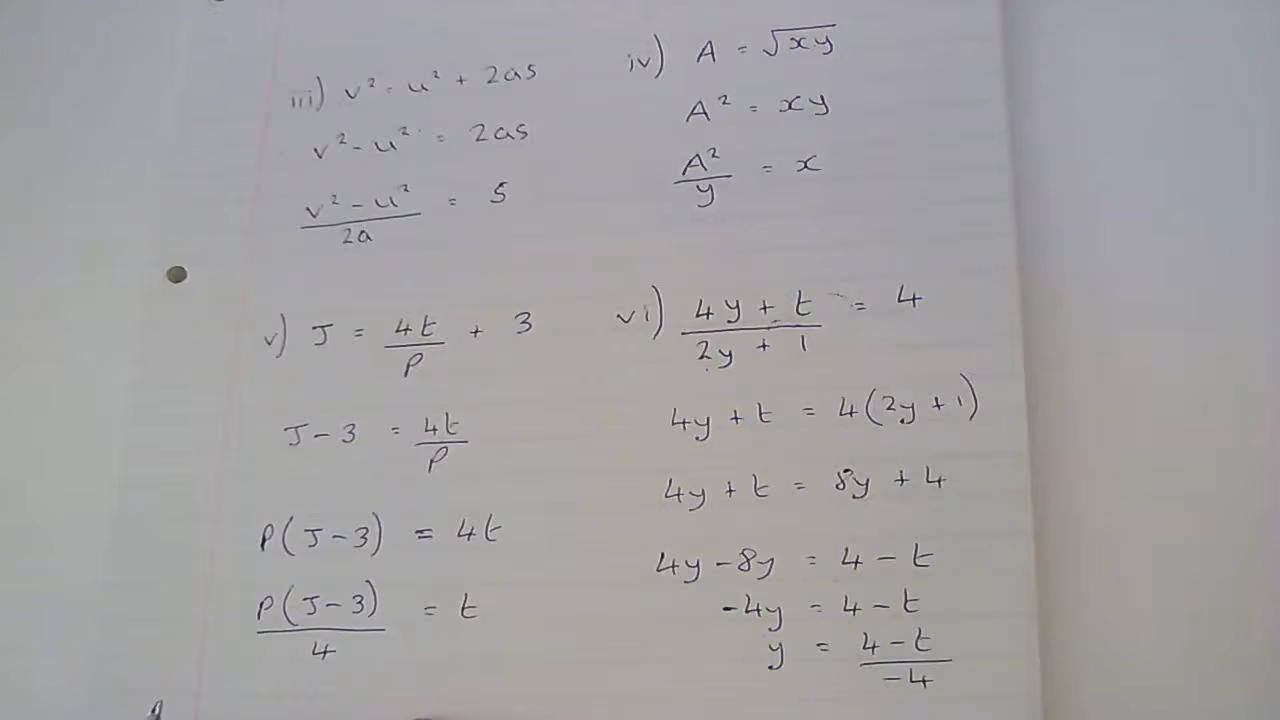 iii) v² = u² + 2as
v² - u² = 2as
v² - u² / 2a = s
iv) A = √xy
A² = xy
A² / y = x
v) J = 4t / P + 3
J - 3 = 4t / P
P(J - 3) = 4t
P(J - 3) / 4 = t
vi) 4y + t / 2y + 1 = 4
4y + t = 4(2y + 1)
4y + t = 8y + 4
4y - 8y = 4 - t
-4y = 4 - t
y = 4 - t / -4